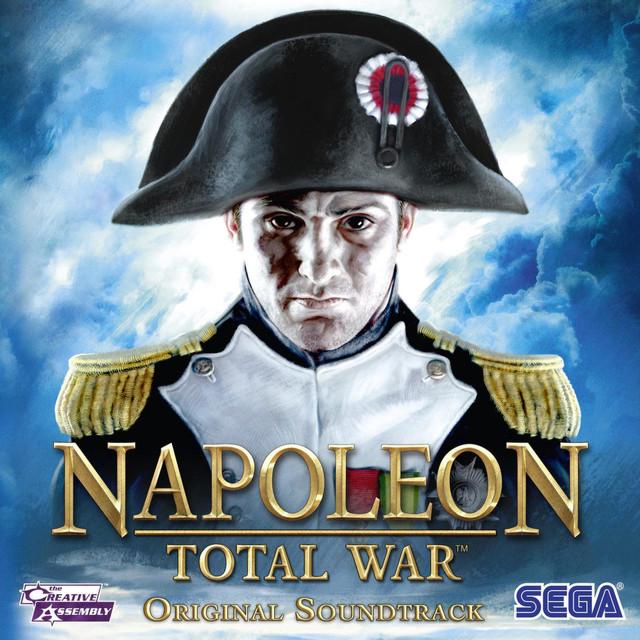 NAPOLEON
TOTAL WAR™
the
CREATIVE
ASSEMBLY
ORIGINAL SOUNDTRACK
SEGA®